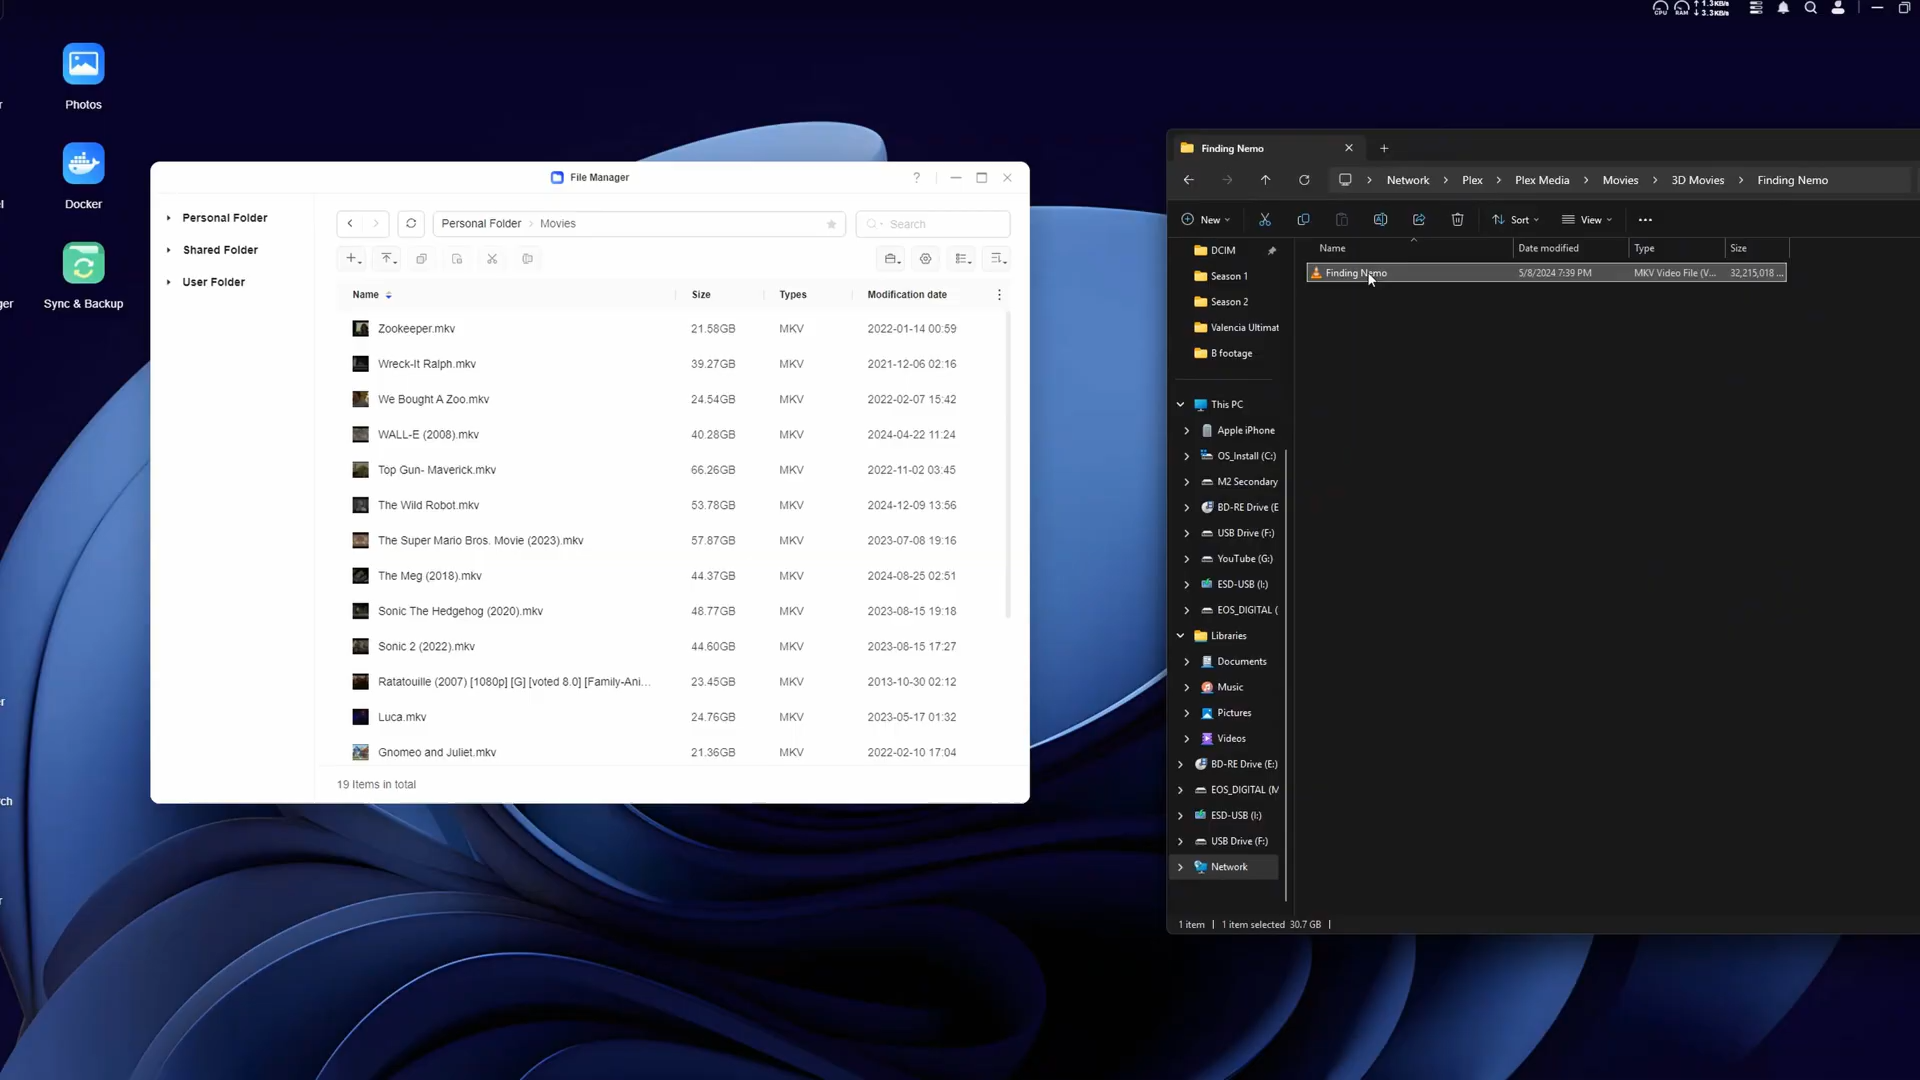 1.3KB/s
CPU RAM 3.3KB/s
Photos
Docker
Sync & Backup
File Manager
Personal Folder
Shared Folder
User Folder
Personal Folder Movies
Search
Name Size Types Modification date
Zookeeper.mkv 21.58GB MKV 2022-01-14 00:59
Wreck-It Ralph.mkv 39.27GB MKV 2021-12-06 02:16
We Bought A Zoo.mkv 24.54GB MKV 2022-02-07 15:42
WALL-E (2008).mkv 40.28GB MKV 2024-04-22 11:24
Top Gun- Maverick.mkv 66.26GB MKV 2022-11-02 03:45
The Wild Robot.mkv 53.78GB MKV 2024-12-09 13:56
The Super Mario Bros. Movie (2023).mkv 57.87GB MKV 2023-07-08 19:16
The Meg (2018).mkv 44.37GB MKV 2024-08-25 02:51
Sonic The Hedgehog (2020).mkv 48.77GB MKV 2023-08-15 19:18
Sonic 2 (2022).mkv 44.60GB MKV 2023-08-15 17:27
Ratatouille (2007) [1080p] [G] [voted 8.0] [Family-Ani... 23.45GB MKV 2013-10-30 02:12
Luca.mkv 24.76GB MKV 2023-05-17 01:32
Gnomeo and Juliet.mkv 21.36GB MKV 2022-02-10 17:04
19 Items in total
Finding Nemo
Network > Plex > Plex Media > Movies > 3D Movies > Finding Nemo
New Sort View
Name Date modified Type Size
Finding Nemo 5/8/2024 7:39 PM MKV Video File (V... 32,215,018 ...
DCIM
Season 1
Season 2
Valencia Ultimat
B footage
This PC
Apple iPhone
OS_Install (C:)
M2 Secondary
BD-RE Drive (E
USB Drive (F:)
YouTube (G:)
ESD-USB (I:)
EOS_DIGITAL (
Libraries
Documents
Music
Pictures
Videos
BD-RE Drive (E:)
EOS_DIGITAL (M
ESD-USB (I:)
USB Drive (F:)
Network
1 item 1 item selected 30.7 GB